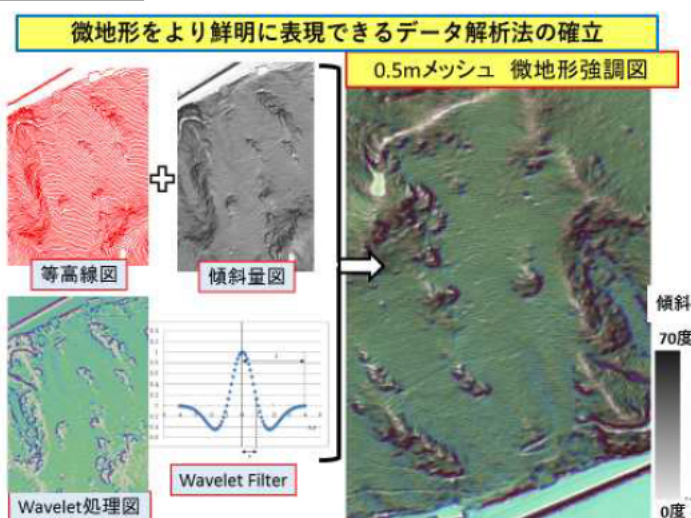 微地形をより鮮明に表現できるデータ解析法の確立
0.5mメッシュ 微地形強調図
等高線図
傾斜量図
Wavelet処理図
Wavelet Filter
傾斜
70度
0度